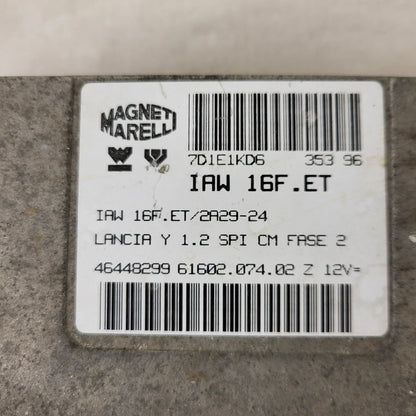 MAGNETI
MARELLI
7D1E1KD6 353 96
IAW 16F.ET
IAW 16F.ET/2A29-24
LANCIA Y 1.2 SPI CM FASE 2
46448299 61602.074.02 Z 12V=